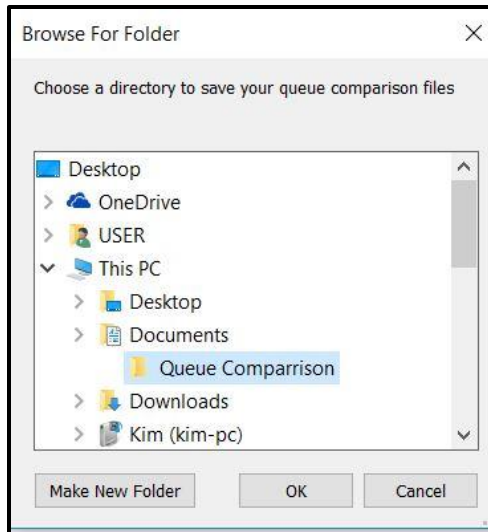 Browse For Folder
Choose a directory to save your queue comparison files
Desktop
OneDrive
USER
This PC
Desktop
Documents
Queue Comparrison
Downloads
Kim (kim-pc)
Make New Folder OK Cancel